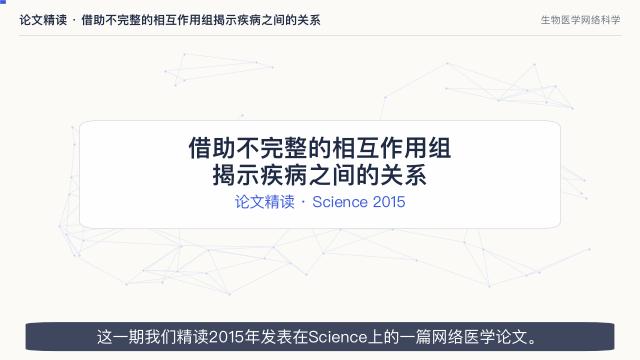 论文精读 · 借助不完整的相互作用组揭示疾病之间的关系
生物医学网络科学
借助不完整的相互作用组
揭示疾病之间的关系
论文精读 · Science 2015
这一期我们精读2015年发表在Science上的一篇网络医学论文。